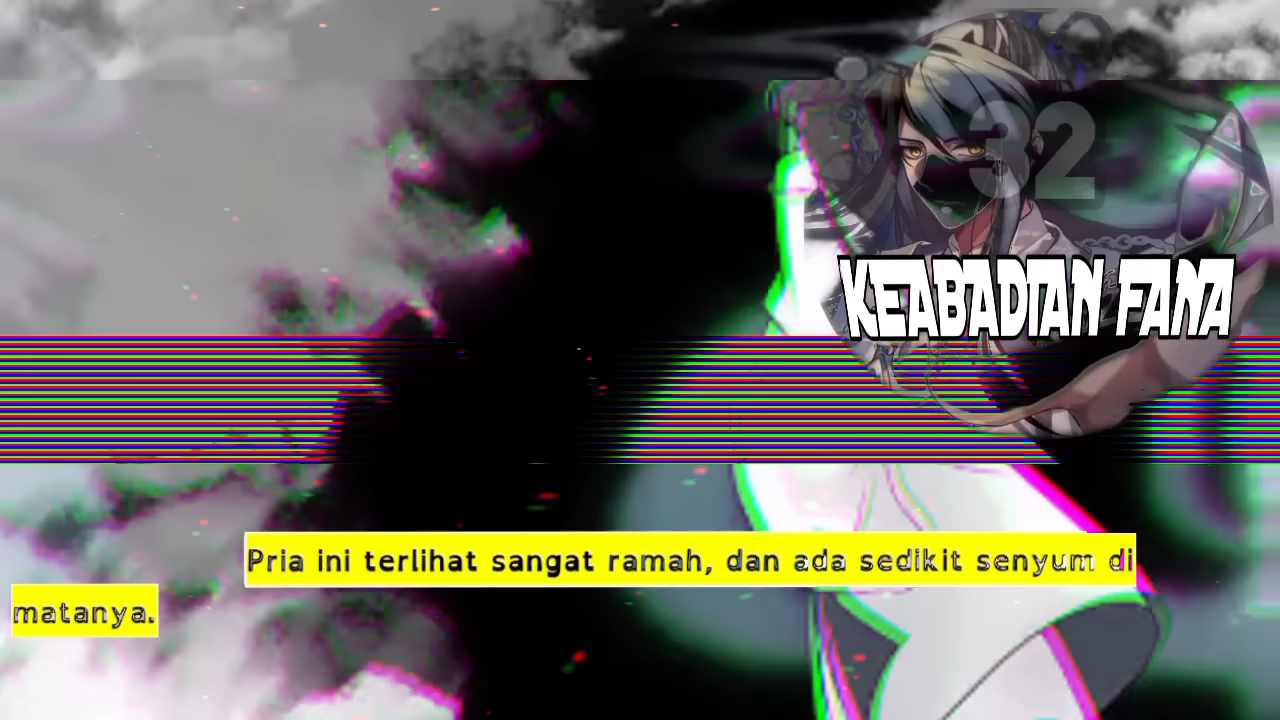 32
KEABADIAN FANA
Pria ini terlihat sangat ramah, dan ada sedikit senyum di
matanya.